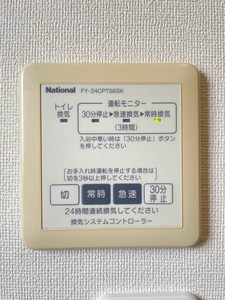 National FY-24CPTS6SK
運転モニター
トイレ 換気
30分停止▶急速換気▶常時換気
(3時間)
入浴中寒い時は「30分停止」ボタン
を押してください
お手入れ時運転を停止する場合は
切を3秒以上押してください
切 常時 急速 30分 停止
24時間連続換気してください
換気システムコントローラー